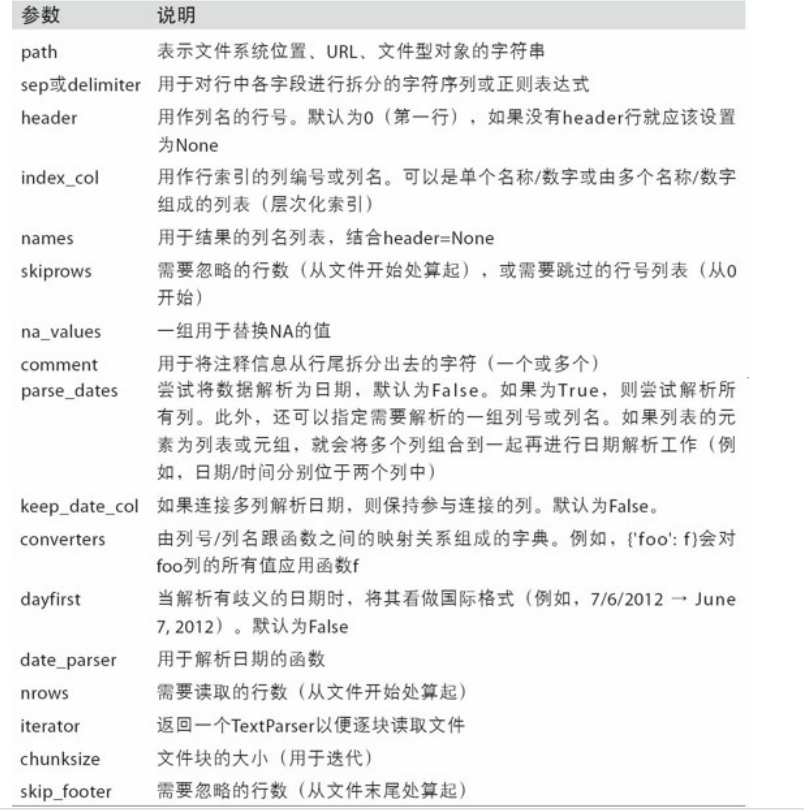 参数 说明
path 表示文件系统位置、URL、文件型对象的字符串
sep或delimiter 用于对行中各字段进行拆分的字符序列或正则表达式
header 用作列名的行号。默认为0（第一行），如果没有header行就应该设置
为None
index_col 用作行索引的列编号或列名。可以是单个名称/数字或由多个名称/数字
组成的列表（层次化索引）
names 用于结果的列名列表，结合header=None
skiprows 需要忽略的行数（从文件开始处算起），或需要跳过的行号列表（从0
开始）
na_values 一组用于替换NA的值
comment 用于将注释信息从行尾拆分出去的字符（一个或多个）
parse_dates 尝试将数据解析为日期，默认为False。如果为True，则尝试解析所
有列。此外，还可以指定需要解析的一组列号或列名。如果列表的元
素为列表或元组，就会将多个列组合到一起再进行日期解析工作（例
如，日期/时间分别位于两个列中）
keep_date_col 如果连接多列解析日期，则保持参与连接的列。默认为False。
converters 由列号/列名跟函数之间的映射关系组成的字典。例如，{'foo': f}会对
foo列的所有值应用函数f
dayfirst 当解析有歧义的日期时，将其看做国际格式（例如，7/6/2012 → June
7, 2012）。默认为False
date_parser 用于解析日期的函数
nrows 需要读取的行数（从文件开始处算起）
iterator 返回一个TextParser以便逐块读取文件
chunksize 文件块的大小（用于迭代）
skip_footer 需要忽略的行数（从文件末尾处算起）